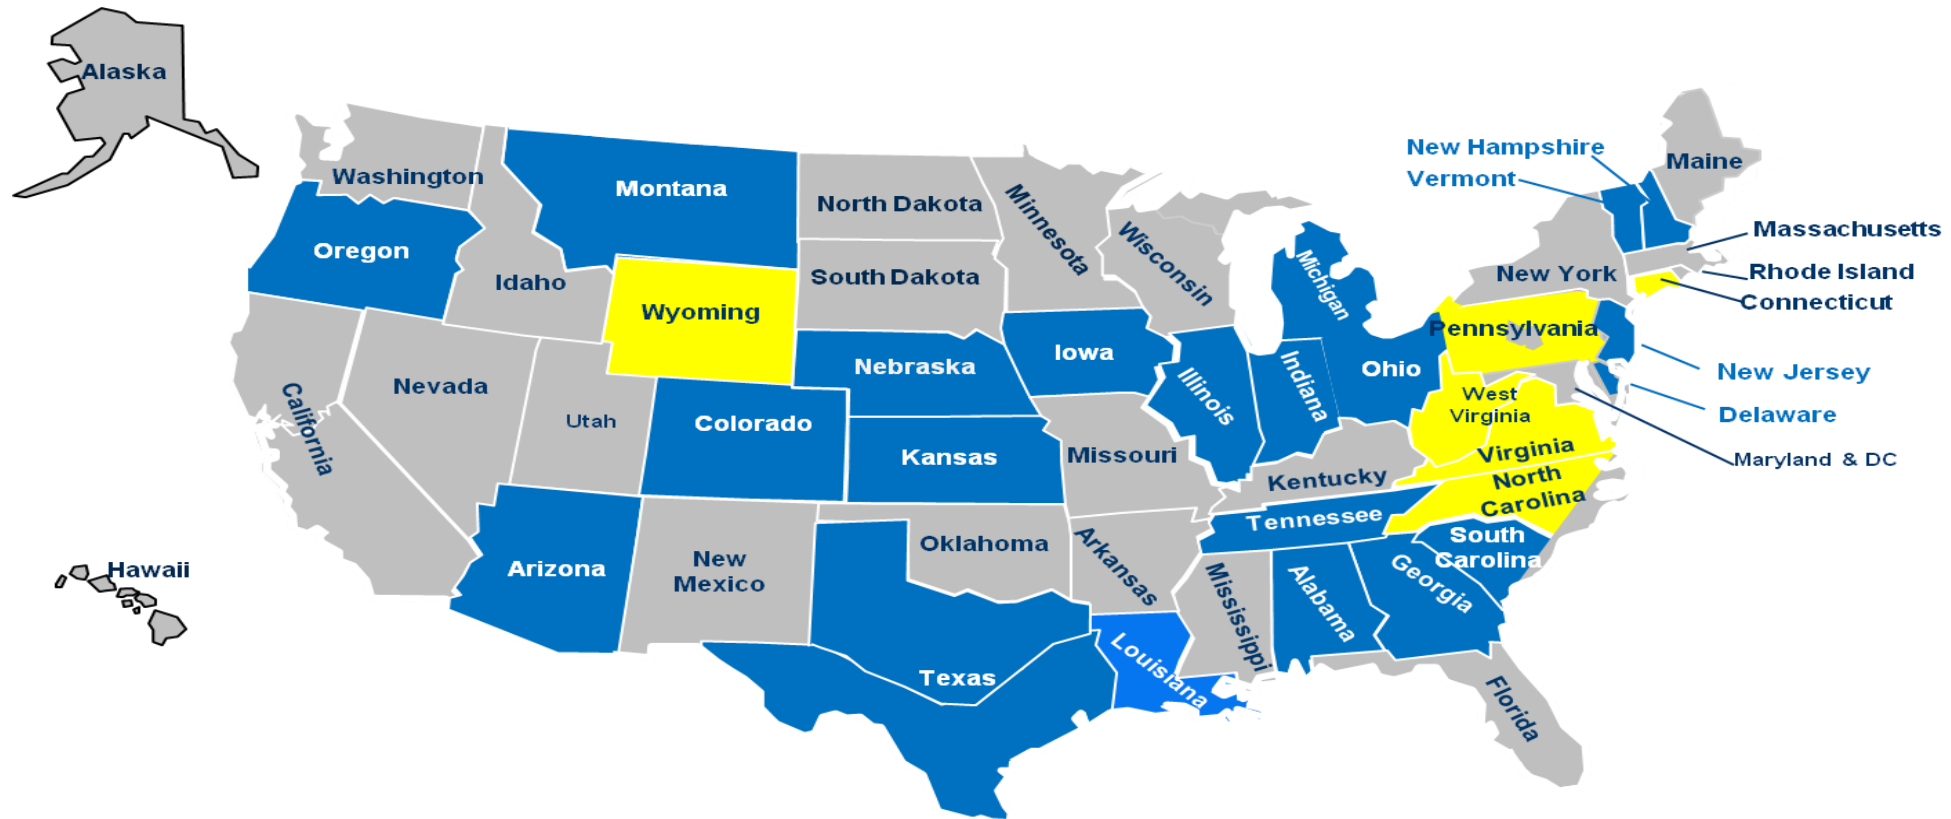 Alaska
New Hampshire
Vermont
Maine
Washington
Montana
North Dakota
Minnesota
Wisconsin
Massachusetts
Oregon
Idaho
South Dakota
Michigan
New York
Rhode Island
Connecticut
Wyoming
Pennsylvania
Nebraska
Iowa
Illinois
Indiana
Ohio
New Jersey
Nevada
Utah
Colorado
West
Virginia
Delaware
California
Kansas
Missouri
Kentucky
Virginia
Maryland & DC
North
Carolina
Tennessee
Arizona
New
Mexico
Oklahoma
Arkansas
South
Carolina
Hawaii
Mississippi
Alabama
Georgia
Texas
Louisiana
Florida